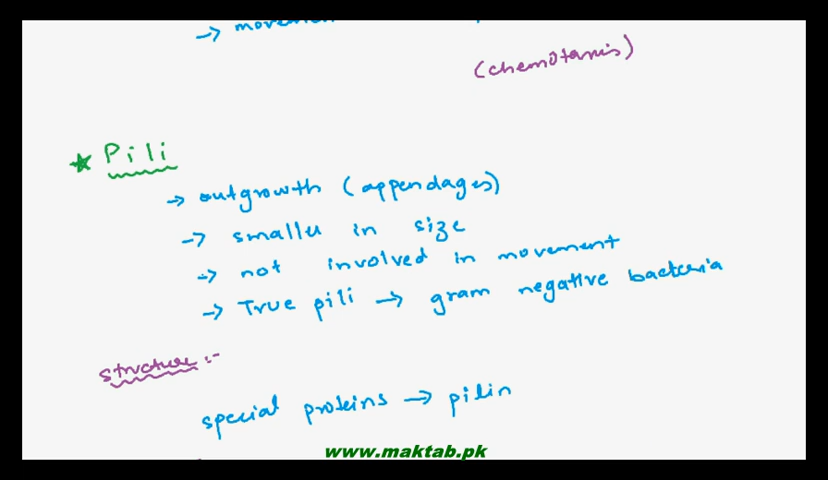 → movemen
(chemotaxis)
★ Pili
→ outgrowth (appendages)
→ smaller in size
→ not involved in movement
→ True pili → gram negative bacteria
structure :-
special proteins → pilin
www.maktab.pk